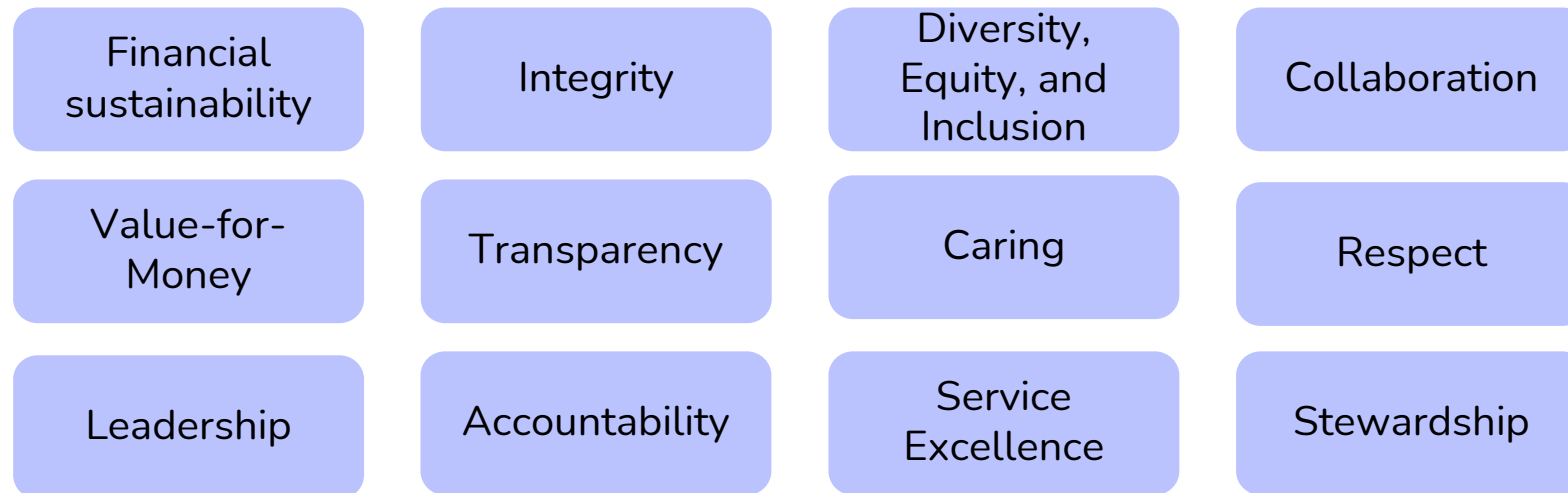 Financial
sustainability
Integrity
Diversity,
Equity, and
Inclusion
Collaboration
Value-for-
Money
Transparency
Caring
Respect
Leadership
Accountability
Service
Excellence
Stewardship